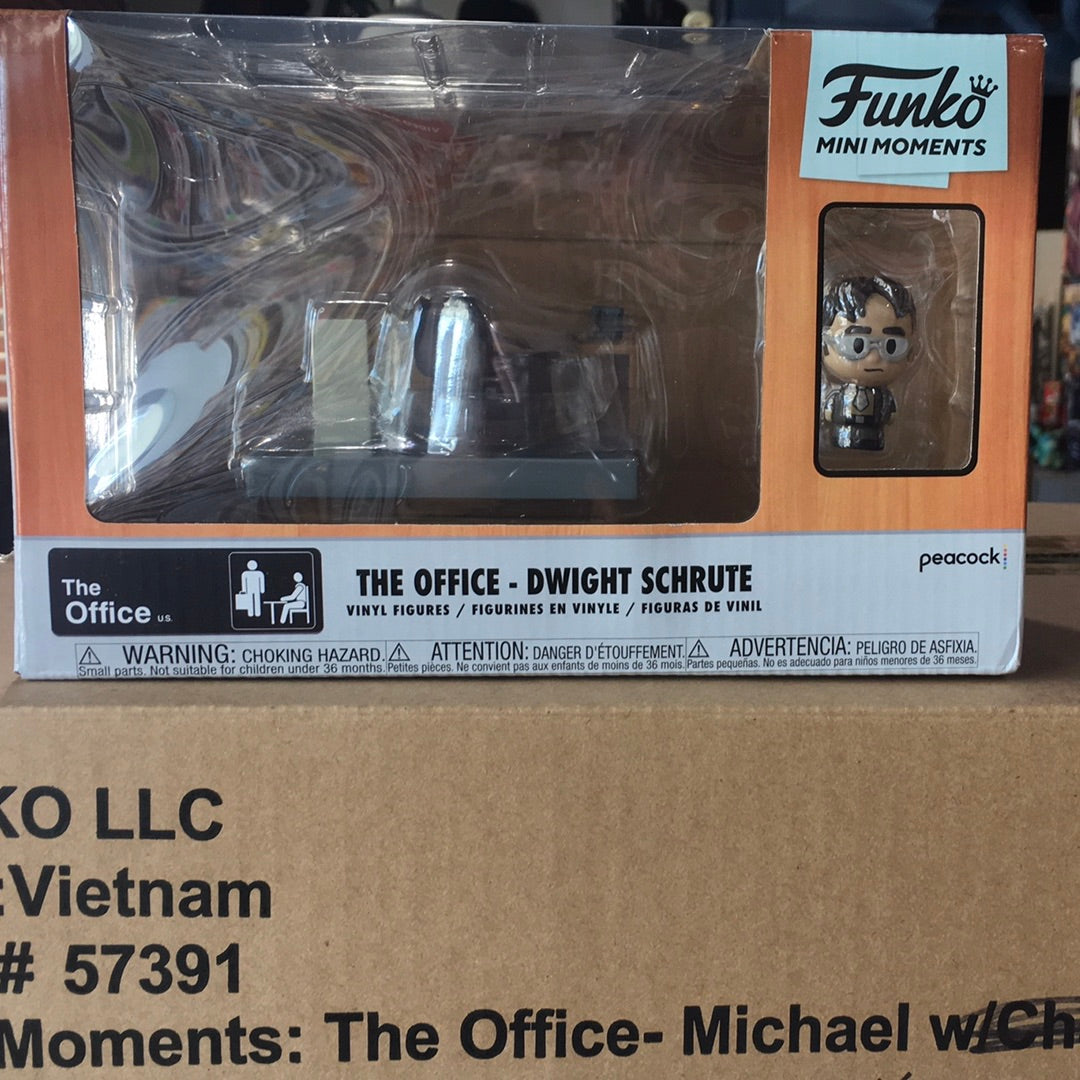 Funko
MINI MOMENTS
peacock
The
Office U.S.
THE OFFICE - DWIGHT SCHRUTE
VINYL FIGURES / FIGURINES EN VINYLE / FIGURAS DE VINIL
WARNING: CHOKING HAZARD.
Small parts. Not suitable for children under 36 months.
ATTENTION: DANGER D'ÉTOUFFEMENT.
Petites pièces. Ne convient pas aux enfants de moins de 36 mois.
ADVERTENCIA: PELIGRO DE ASFIXIA.
Partes pequeñas. No es adecuado para niños menores de 36 meses.
KO LLC
:Vietnam
# 57391
Moments: The Office- Michael w/Ch